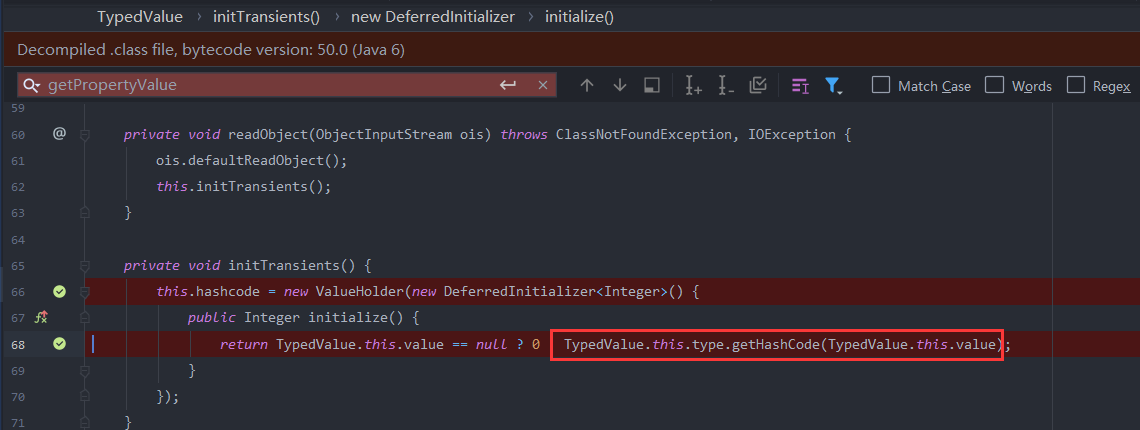 TypedValue › initTransients() › new DeferredInitializer › initialize()
Decompiled .class file, bytecode version: 50.0 (Java 6)
getPropertyValue Match Case Words Regex
59
60 @ private void readObject(ObjectInputStream ois) throws ClassNotFoundException, IOException {
61 ois.defaultReadObject();
62 this.initTransients();
63 }
64
65 private void initTransients() {
66 this.hashcode = new ValueHolder(new DeferredInitializer<Integer>() {
67 public Integer initialize() {
68 return TypedValue.this.value == null ? 0 TypedValue.this.type.getHashCode(TypedValue.this.value);
69 }
70 });
71 }